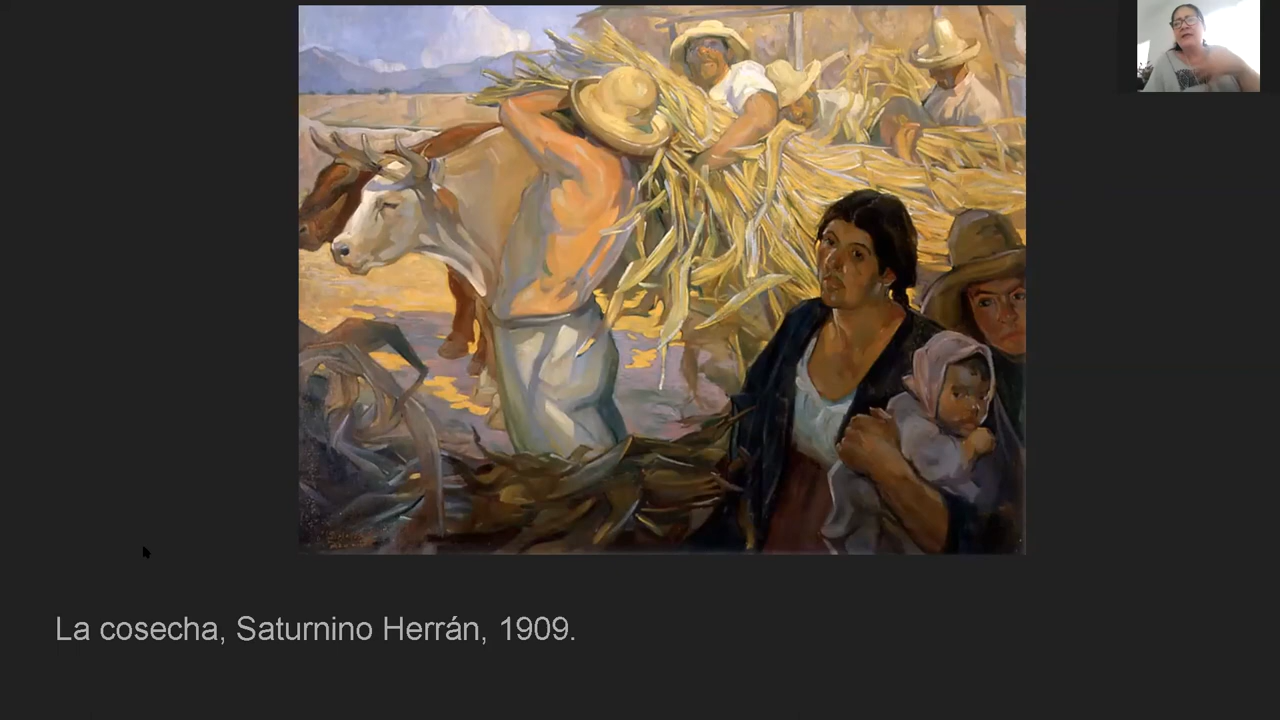 La cosecha, Saturnino Herrán, 1909.